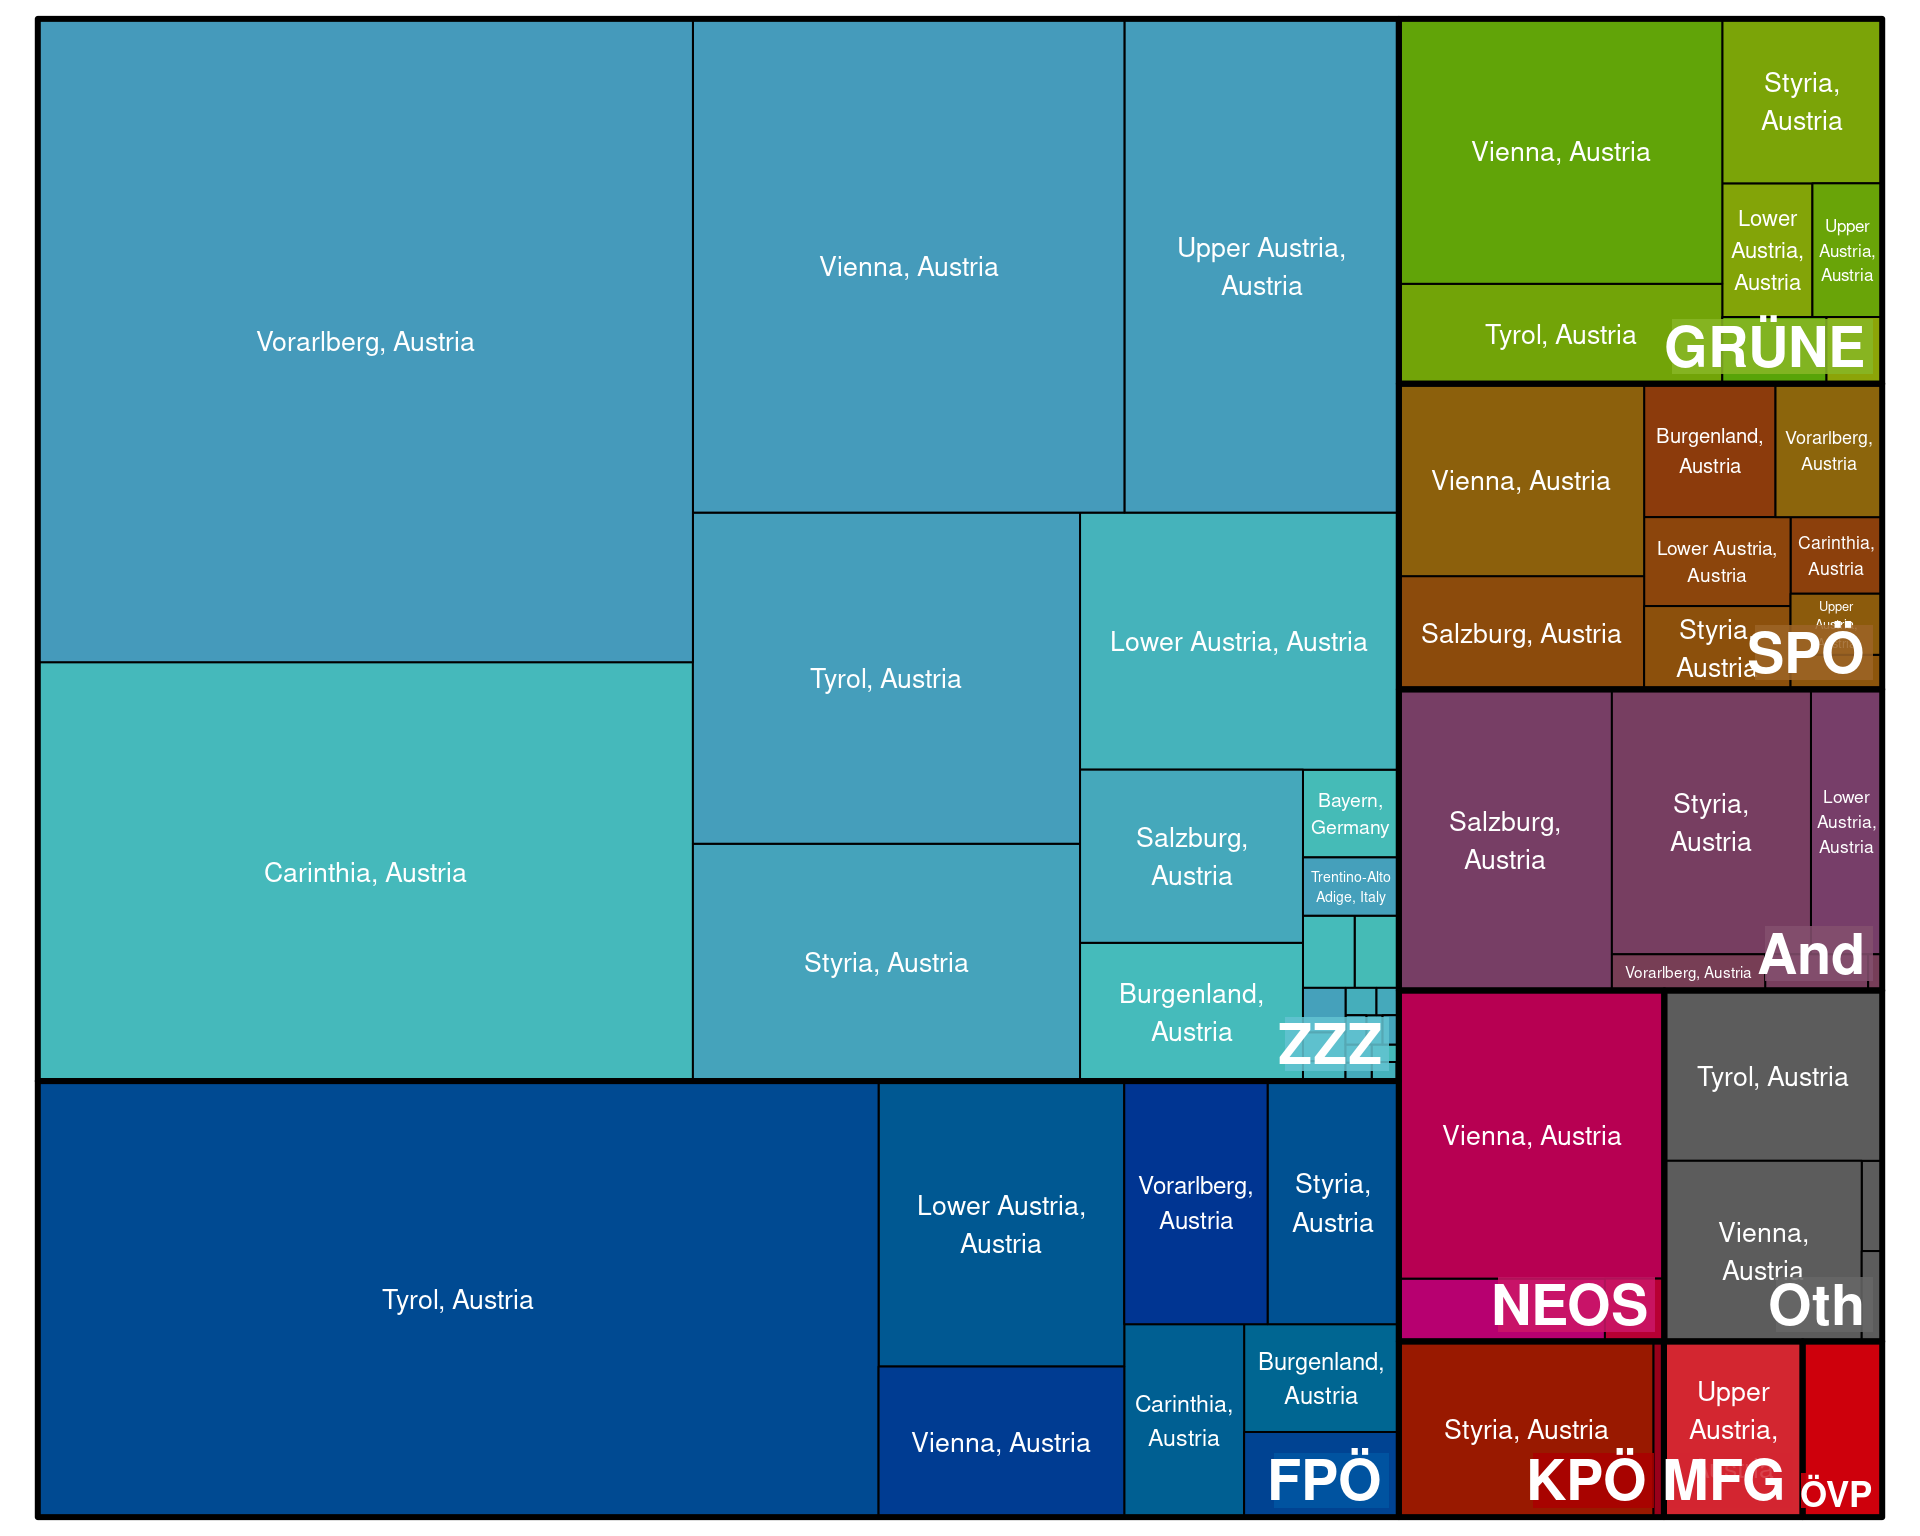 Vorarlberg, Austria
Carinthia, Austria
Vienna, Austria
Upper Austria,
Austria
Tyrol, Austria
Styria, Austria
Lower Austria, Austria
Salzburg,
Austria
Burgenland,
Austria
Bayern,
Germany
Trentino-Alto
Adige, Italy
ZZZ
Tyrol, Austria
Lower Austria,
Austria
Vienna, Austria
Vorarlberg,
Austria
Styria,
Austria
Carinthia,
Austria
Burgenland,
Austria
FPÖ
Vienna, Austria
Tyrol, Austria
Styria,
Austria
Lower
Austria,
Austria
Upper
Austria,
Austria
GRÜNE
Vienna, Austria
Salzburg, Austria
Burgenland,
Austria
Vorarlberg,
Austria
Lower Austria,
Austria
Carinthia,
Austria
Styria,
Austria
Upper
Austria,
SPÖ
Salzburg,
Austria
Styria,
Austria
Lower
Austria,
Austria
Vorarlberg, Austria
And
Vienna, Austria
NEOS
Tyrol, Austria
Vienna,
Austria
Oth
Styria, Austria
KPÖ
Upper
Austria,
MFG
ÖVP